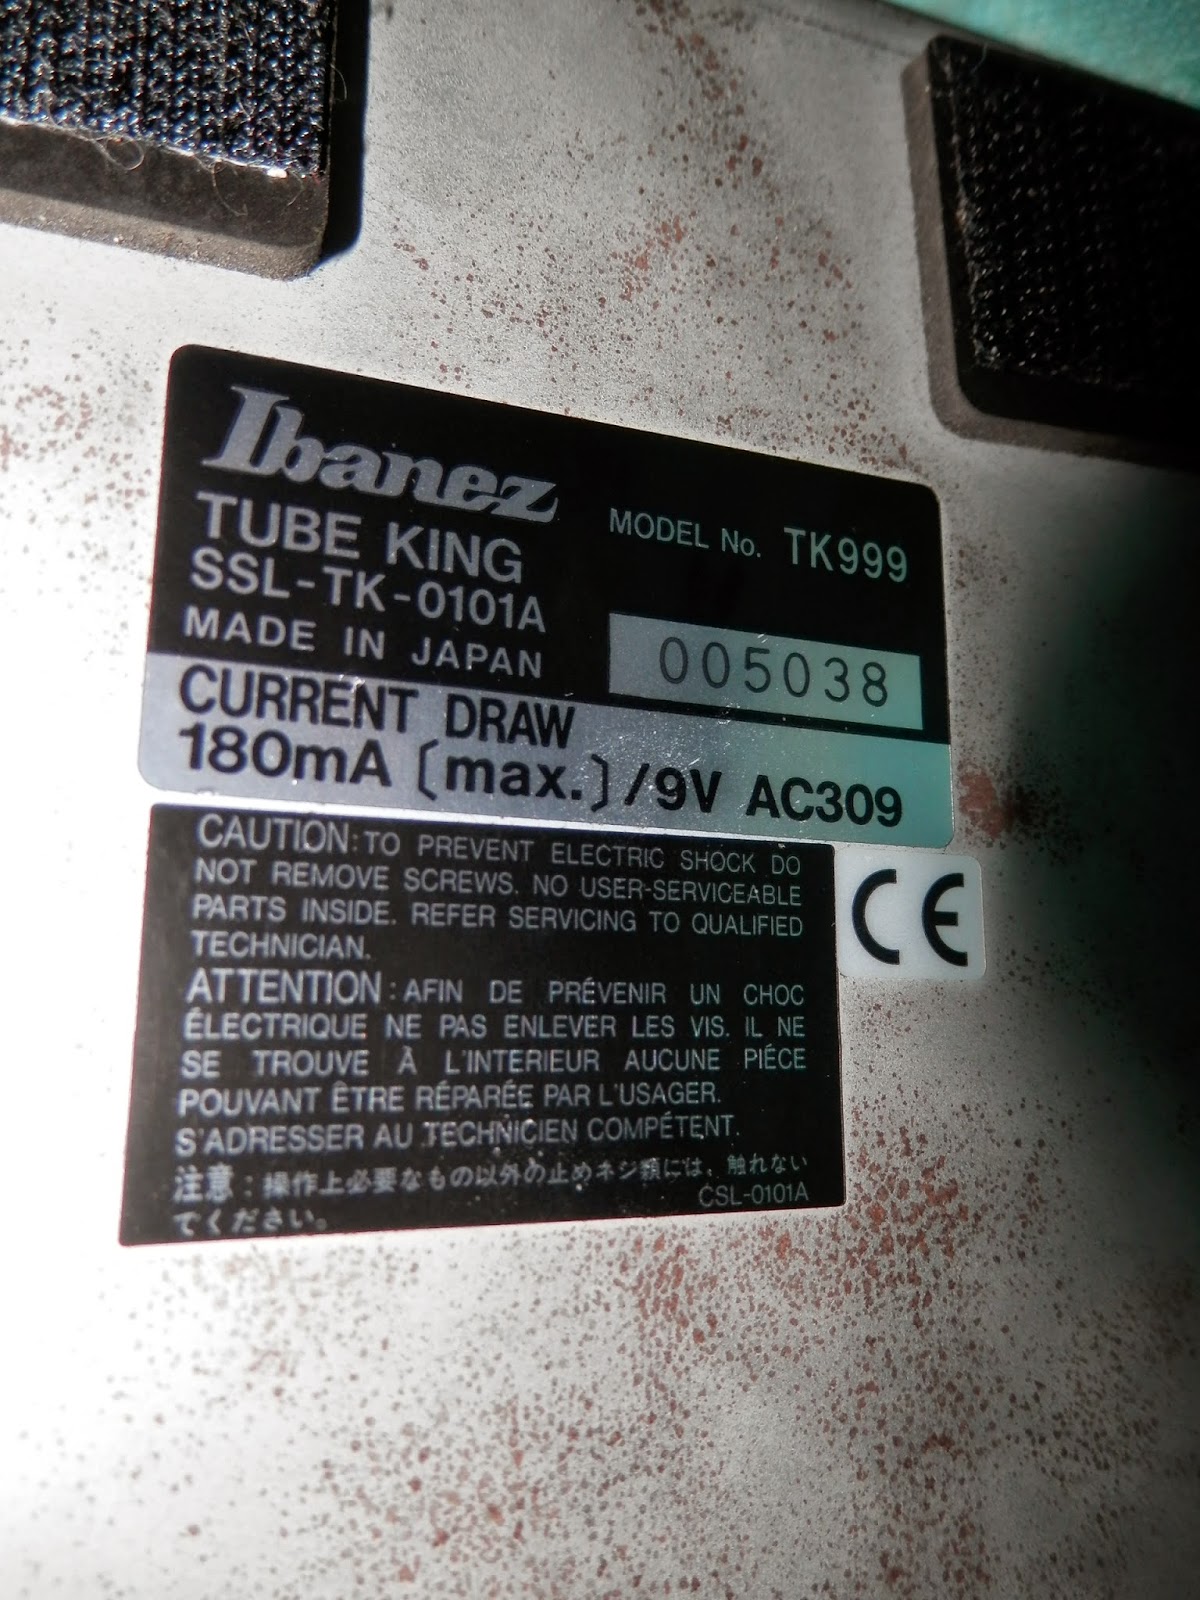 Ibanez
TUBE KING
SSL-TK-0101A
MADE IN JAPAN
MODEL No. TK999
005038
CURRENT DRAW
180mA (max.)/9V AC309
CAUTION: TO PREVENT ELECTRIC SHOCK DO
NOT REMOVE SCREWS. NO USER-SERVICEABLE
PARTS INSIDE. REFER SERVICING TO QUALIFIED
TECHNICIAN.
ATTENTION: AFIN DE PRÉVENIR UN CHOC
ÉLECTRIQUE NE PAS ENLEVER LES VIS. IL NE
SE TROUVE À L'INTERIEUR AUCUNE PIÉCE
POUVANT ÊTRE RÉPARÉE PAR L'USAGER.
S'ADRESSER AU TECHNICIEN COMPÉTENT.
注意：操作上必要なもの以外の止めネジ類には、触れない
てください。
CSL-0101A
CE